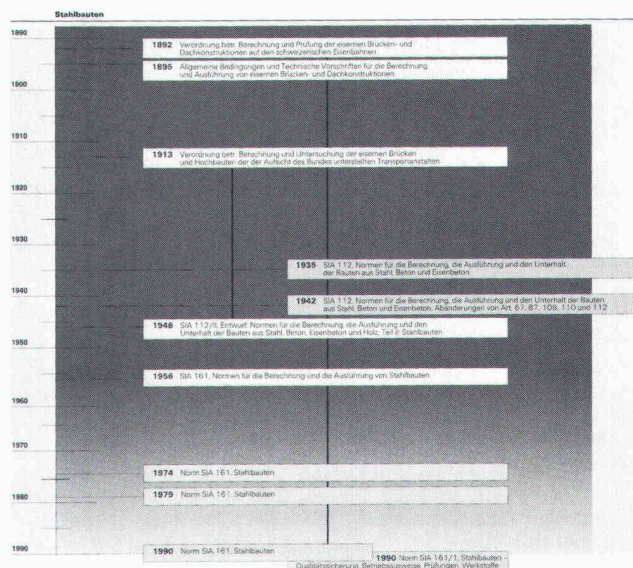 Stahlbauten
1890
1892 Verordnung betr. Berechnung und Prüfung der eisernen Brücken- und
Dachkonstruktionen auf den schweizerischen Eisenbahnen
1895 Allgemeine Bedingungen und Technische Vorschriften für die Berechnung
und Ausführung von eisernen Brücken- und Dachkonstruktionen
1900
1910
1913 Verordnung betr. Berechnung und Untersuchung der eisernen Brücken
und Hochbauten der der Aufsicht des Bundes unterstellten Transportanstalten
1920
1930
1935 SIA 112, Normen für die Berechnung, die Ausführung und den Unterhalt
der Bauten aus Stahl, Beton und Eisenbeton
1940
1942 SIA 112, Normen für die Berechnung, die Ausführung und den Unterhalt der Bauten
aus Stahl, Beton und Eisenbeton. Abänderungen von Art. 67, 87, 109, 110 und 112
1946 SIA 112/II, Entwurf: Normen für die Berechnung, die Ausführung und den
Unterhalt der Bauten aus Stahl, Beton, Eisenbeton und Holz, Teil II: Stahlbauten
1950
1956 SIA 161, Normen für die Berechnung und die Ausführung von Stahlbauten
1960
1970
1974 Norm SIA 161, Stahlbauten
1979 Norm SIA 161, Stahlbauten
1980
1990
1990 Norm SIA 161, Stahlbauten
1990 Norm SIA 161/1, Stahlbauten -
Qualitätssicherung, Betriebsausweise, Prüfungen, Werkstoffe